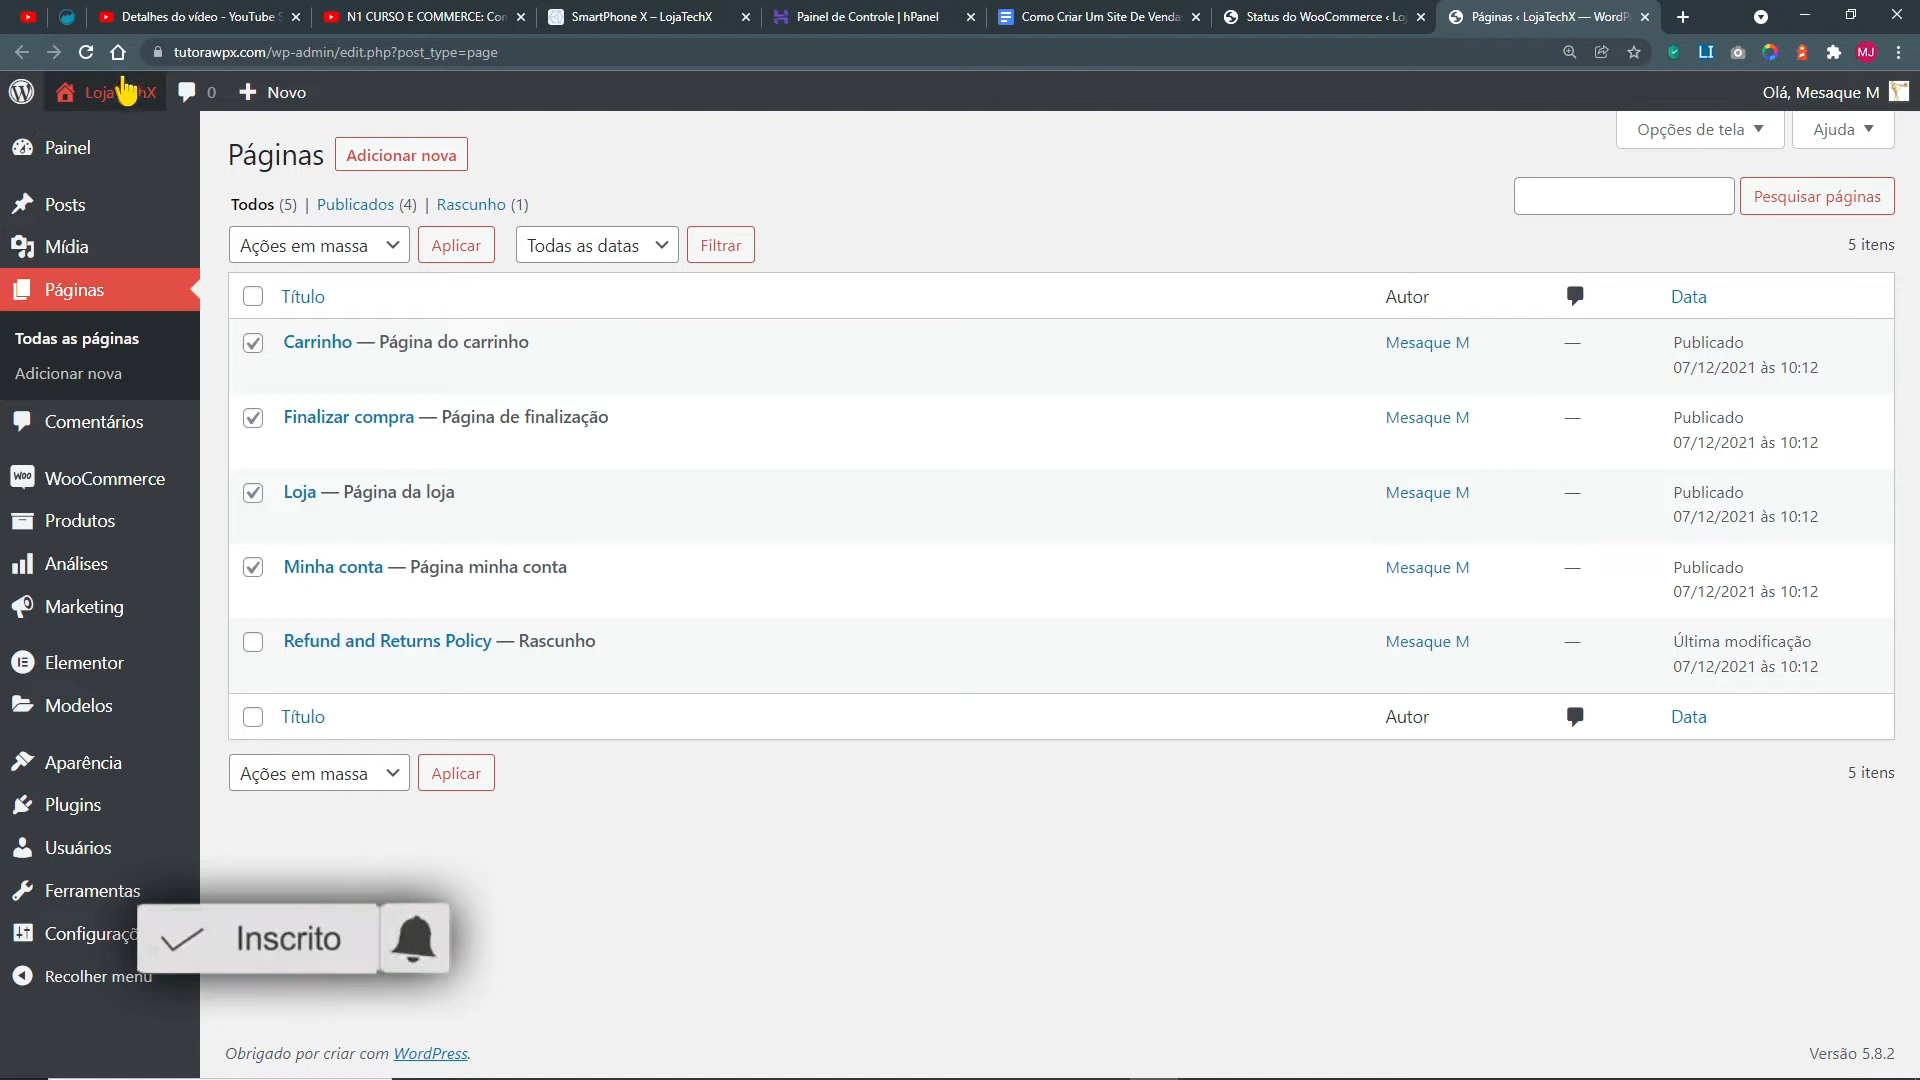 Detalhes do vídeo - YouTube S
N1 CURSO E COMMERCE: Con
SmartPhone X – LojaTechX
Painel de Controle | hPanel
Como Criar Um Site De Venda
Status do WooCommerce ‹ Lo
Páginas ‹ LojaTechX — WordP
tutorawpx.com/wp-admin/edit.php?post_type=page
LI
MJ
0
Novo
Olá, Mesaque M
Painel
Posts
Mídia
Páginas
Todas as páginas
Adicionar nova
Comentários
WooCommerce
Produtos
Análises
Marketing
Elementor
Modelos
Aparência
Plugins
Usuários
Ferramentas
Recolher menu
Páginas
Adicionar nova
Opções de tela
Ajuda
Todos (5) | Publicados (4) | Rascunho (1)
Pesquisar páginas
Ações em massa
Aplicar
Todas as datas
Filtrar
5 itens
Título
Autor
Data
Carrinho — Página do carrinho
Mesaque M
—
Publicado
07/12/2021 às 10:12
Finalizar compra — Página de finalização
Mesaque M
—
Publicado
07/12/2021 às 10:12
Loja — Página da loja
Mesaque M
—
Publicado
07/12/2021 às 10:12
Minha conta — Página minha conta
Mesaque M
—
Publicado
07/12/2021 às 10:12
Refund and Returns Policy — Rascunho
Mesaque M
—
Última modificação
07/12/2021 às 10:12
Título
Autor
Data
Ações em massa
Aplicar
5 itens
Inscrito
Obrigado por criar com WordPress.
Versão 5.8.2